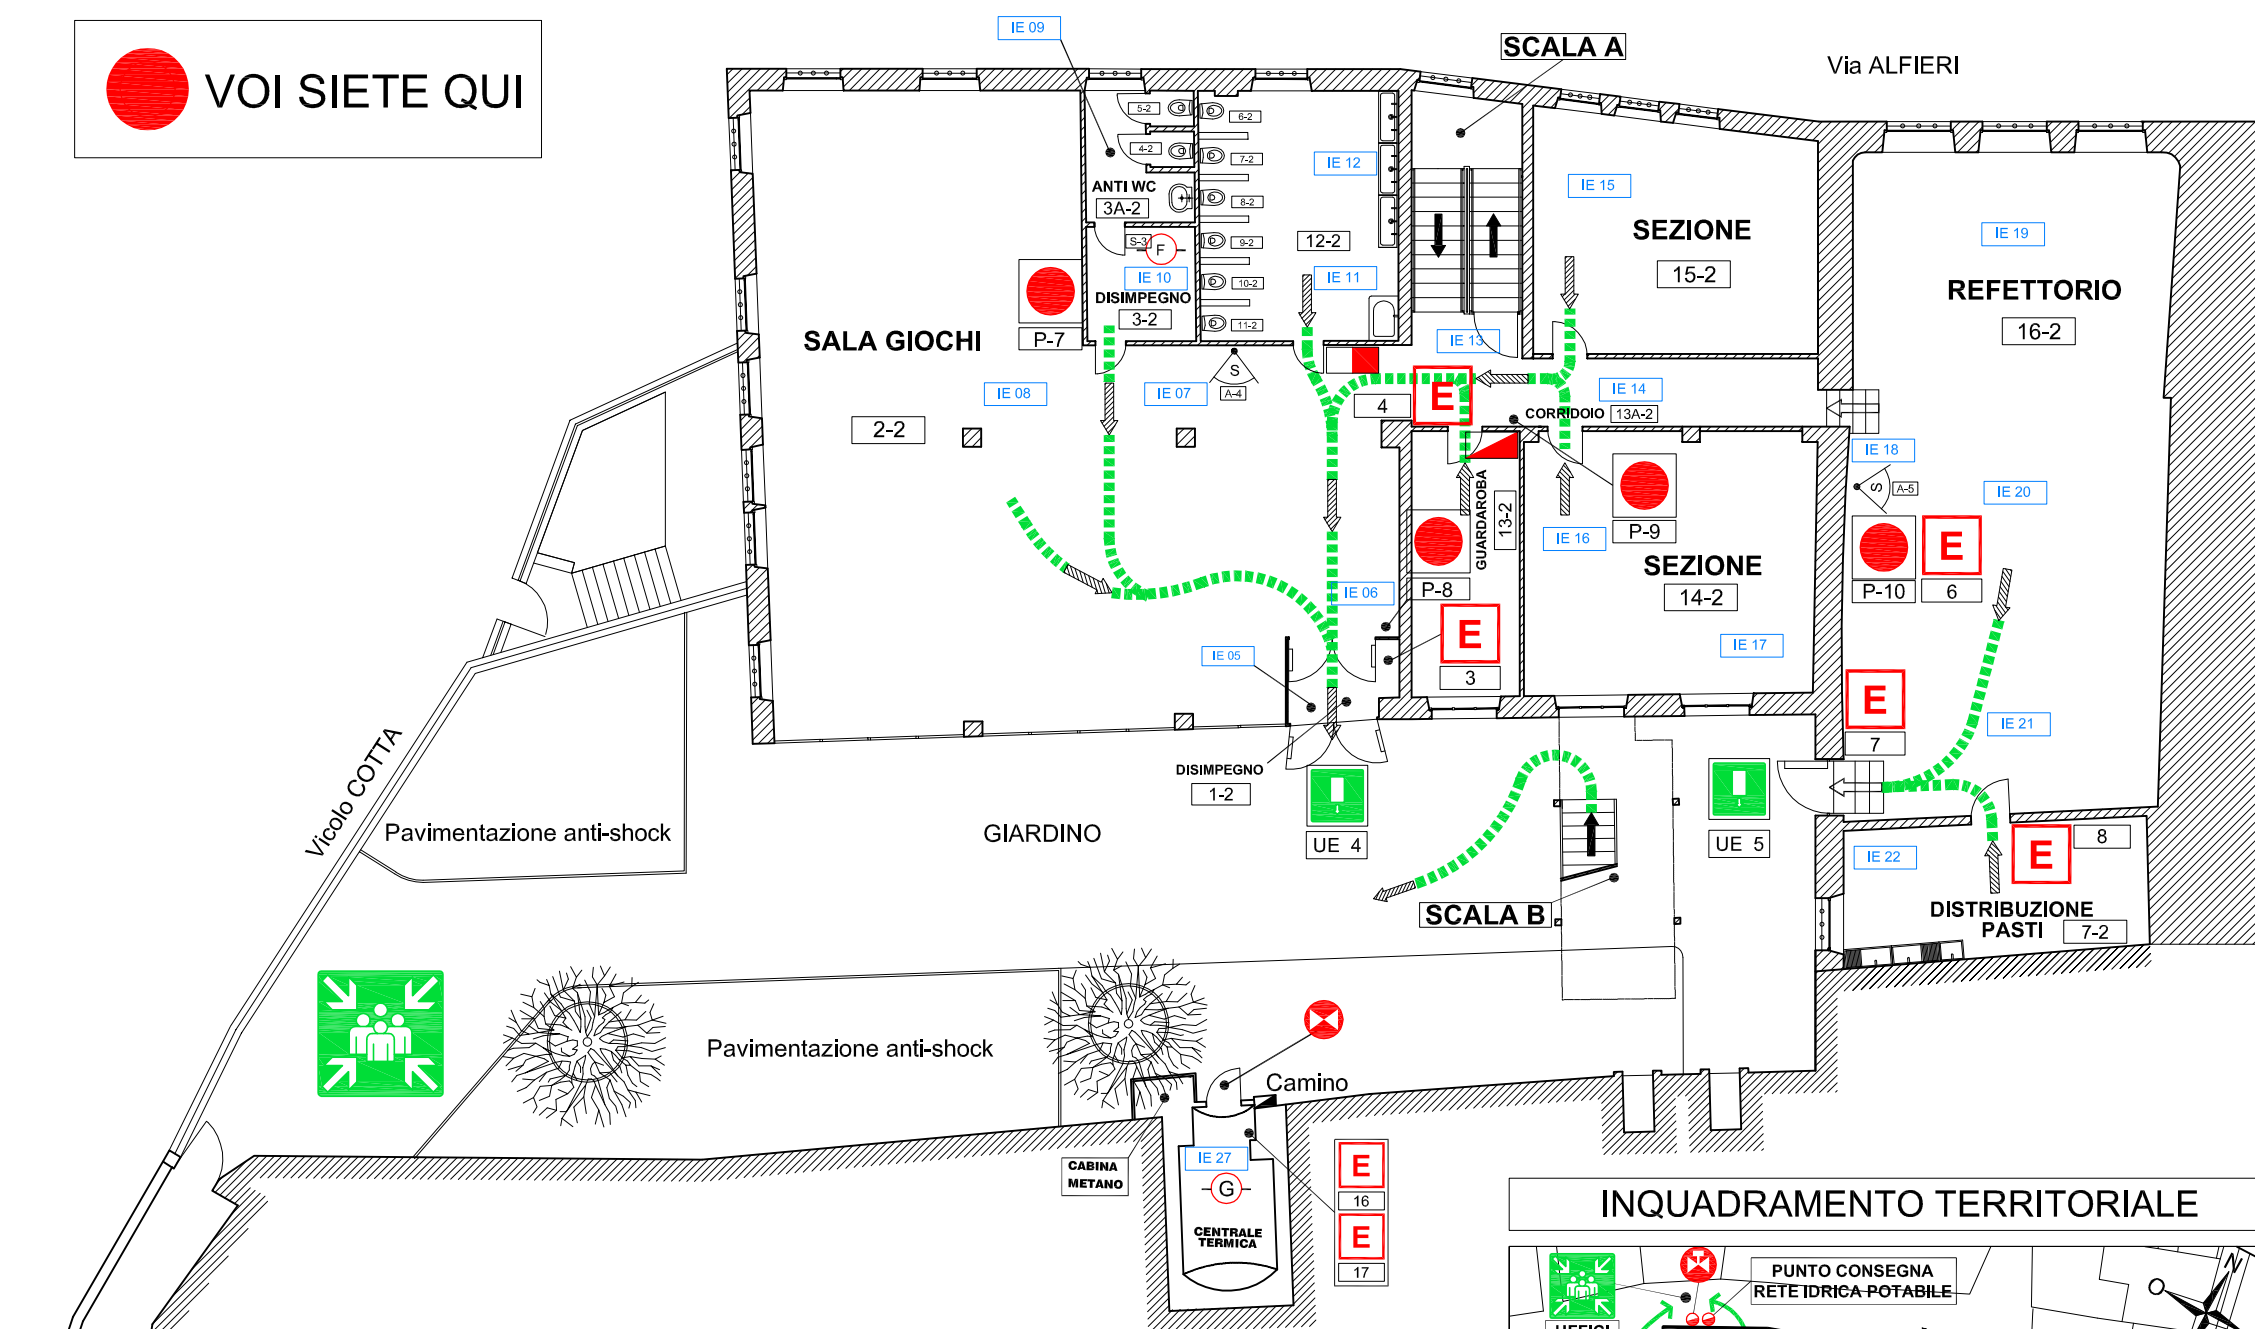 VOI SIETE QUI
IE 09
SCALA A
Via ALFIERI
5-2
6-2
4-2
7-2
IE 12
IE 15
ANTI WC
3A-2
8-2
SEZIONE
15-2
IE 19
REFETTORIO
16-2
S-3
F
9-2
12-2
IE 10
IE 11
10-2
DISIMPEGNO
3-2
11-2
P-7
SALA GIOCHI
2-2
IE 13
IE 08
IE 07
S
A-4
4
E
IE 14
CORRIDOIO
13A-2
IE 18
S
A-5
IE 20
GUARDAROBA
13-2
P-9
IE 16
SEZIONE
14-2
P-10
E
6
IE 06
P-8
E
3
IE 17
IE 05
E
7
IE 21
Vicolo COTTA
DISIMPEGNO
1-2
Pavimentazione anti-shock
GIARDINO
UE 4
UE 5
IE 22
E
8
SCALA B
DISTRIBUZIONE
PASTI
7-2
Pavimentazione anti-shock
Camino
CABINA
METANO
IE 27
G
CENTRALE
TERMICA
E
16
E
17
INQUADRAMENTO TERRITORIALE
PUNTO CONSEGNA
RETE IDRICA POTABILE
N
O
UFFICI